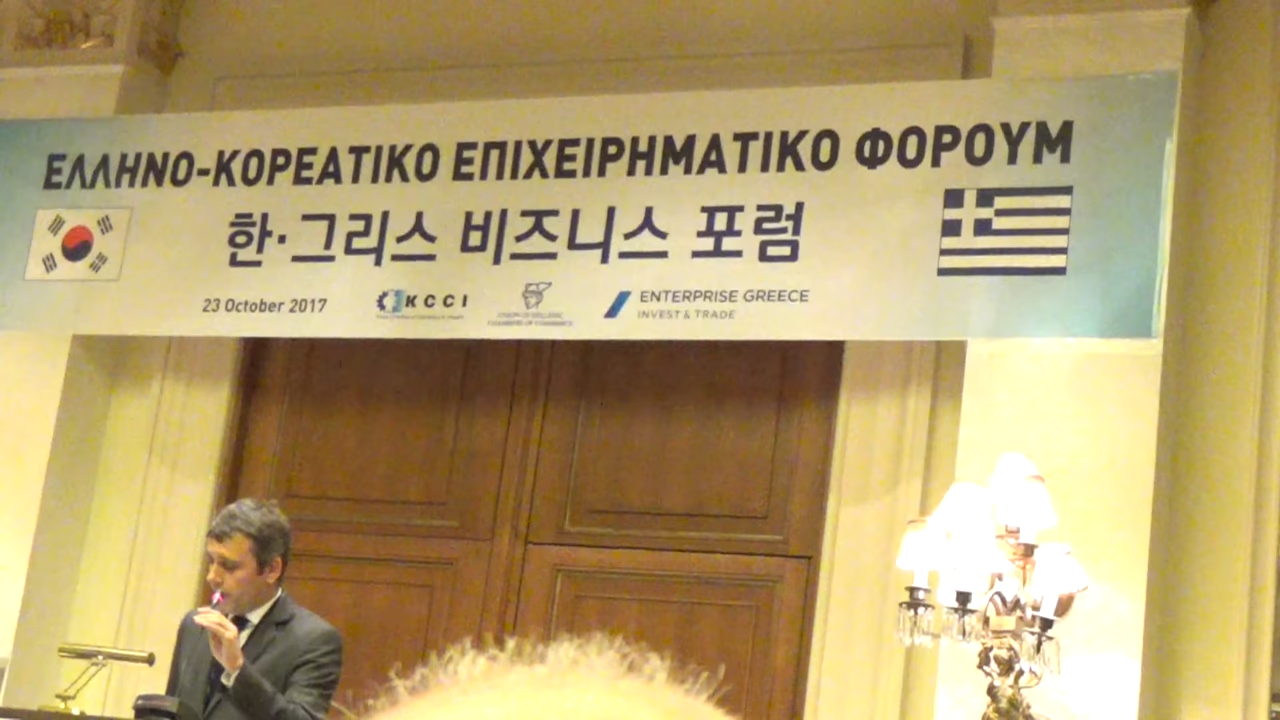 ΕΛΛΗΝΟ-ΚΟΡΕΑΤΙΚΟ ΕΠΙΧΕΙΡΗΜΑΤΙΚΟ ΦΟΡΟΥΜ
한·그리스 비즈니스 포럼
23 October 2017
KCCI
ENTERPRISE GREECE
INVEST & TRADE